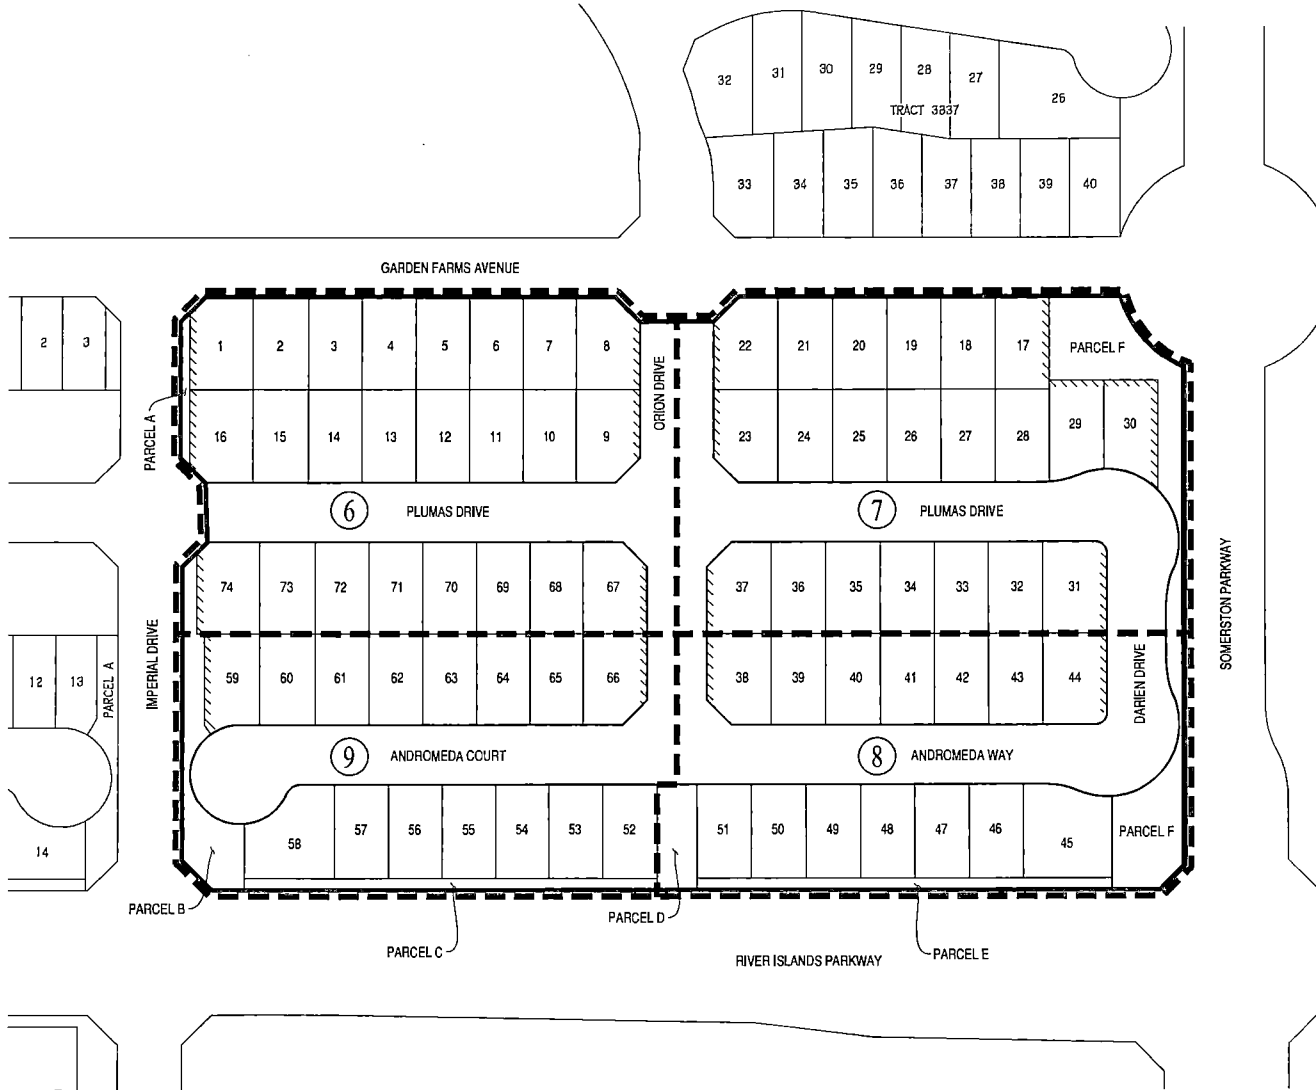 32 31 30 29 28 27 26
TRACT 3837
33 34 35 36 37 38 39 40
GARDEN FARMS AVENUE
2 3
1 2 3 4 5 6 7 8
ORION DRIVE
22 21 20 19 18 17
PARCEL F
PARCEL A
16 15 14 13 12 11 10 9
23 24 25 26 27 28 29 30
6 PLUMAS DRIVE
7 PLUMAS DRIVE
74 73 72 71 70 69 68 67
37 36 35 34 33 32 31
SOMERSTON PARKWAY
IMPERIAL DRIVE
12 13
PARCEL A
59 60 61 62 63 64 65 66
38 39 40 41 42 43 44
DARIEN DRIVE
9 ANDROMEDA COURT
8 ANDROMEDA WAY
14
58 57 56 55 54 53 52
51 50 49 48 47 46 45
PARCEL F
PARCEL B
PARCEL C
PARCEL D
PARCEL E
RIVER ISLANDS PARKWAY